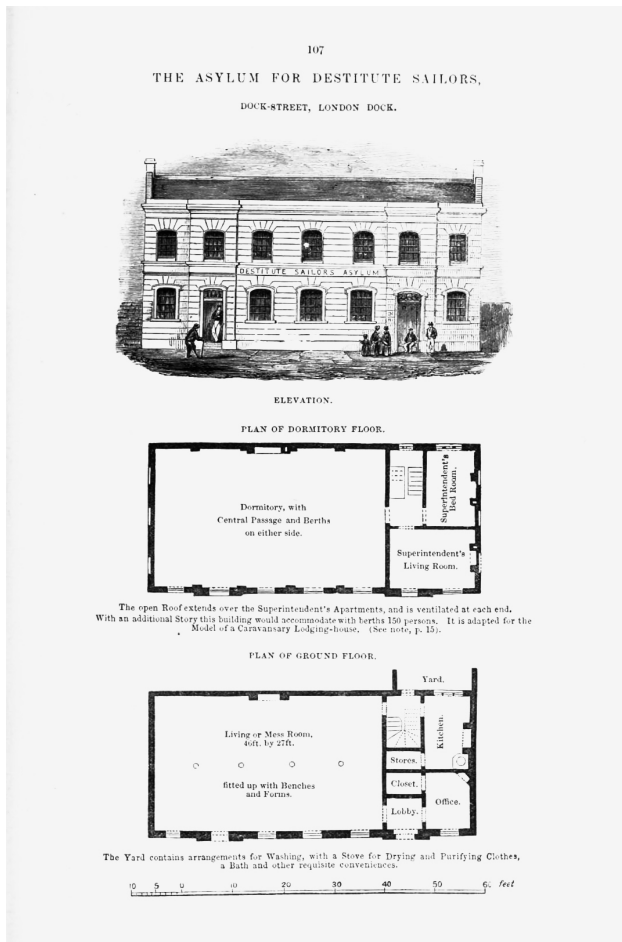 107
THE ASYLUM FOR DESTITUTE SAILORS,
DOCK-STREET, LONDON DOCK.
DESTITUTE SAILORS ASYLUM
ELEVATION.
PLAN OF DORMITORY FLOOR.
Dormitory, with
Central Passage and Berths
on either side.
Superintendent's
Bed Room.
Superintendent's
Living Room.
The open Roof extends over the Superintendent's Apartments, and is ventilated at each end.
With an additional Story this building would accommodate with berths 150 persons. It is adapted for the
Model of a Caravansary Lodging-house. (See note, p. 15).
PLAN OF GROUND FLOOR.
Yard.
Living or Mess Room,
46ft. by 27ft.
fitted up with Benches
and Forms.
Kitchen.
Stores.
Closet.
Lobby.
Office.
The Yard contains arrangements for Washing, with a Stove for Drying and Purifying Clothes,
a Bath and other requisite conveniences.
10 5 0 10 20 30 40 50 60 feet